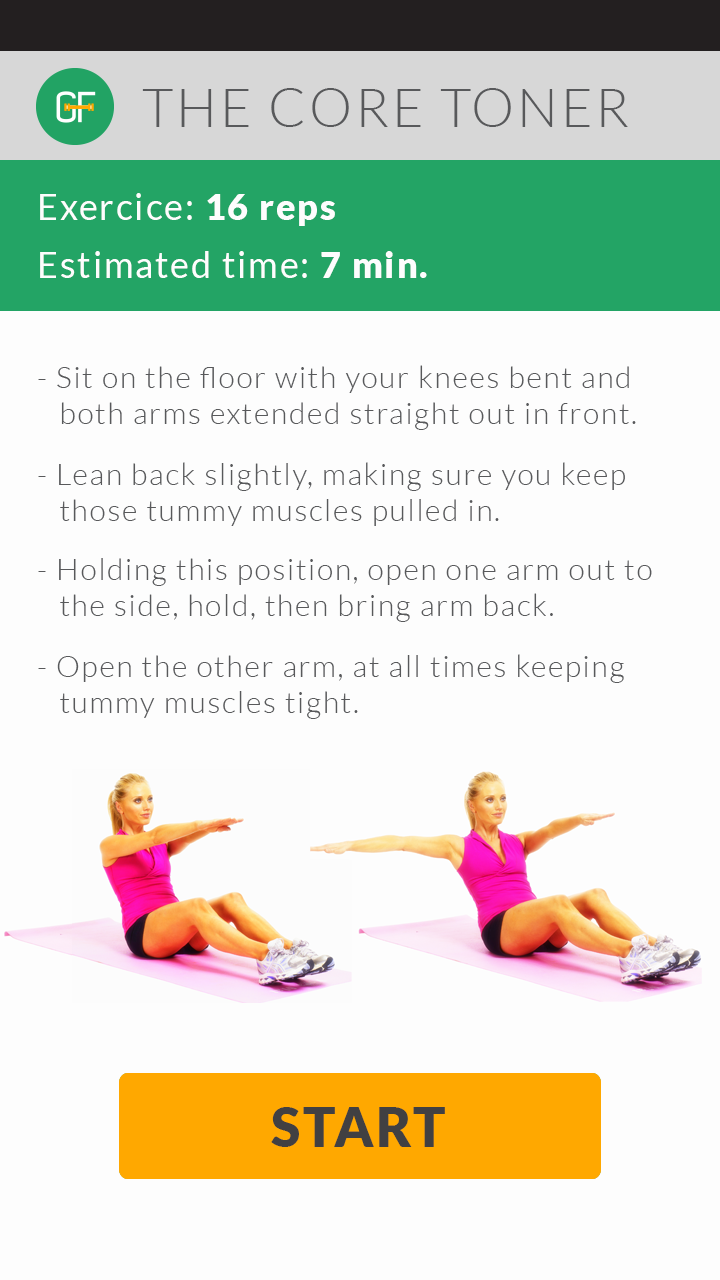 GF THE CORE TONER
Exercice: 16 reps
Estimated time: 7 min.
- Sit on the floor with your knees bent and
both arms extended straight out in front.
- Lean back slightly, making sure you keep
those tummy muscles pulled in.
- Holding this position, open one arm out to
the side, hold, then bring arm back.
- Open the other arm, at all times keeping
tummy muscles tight.
START